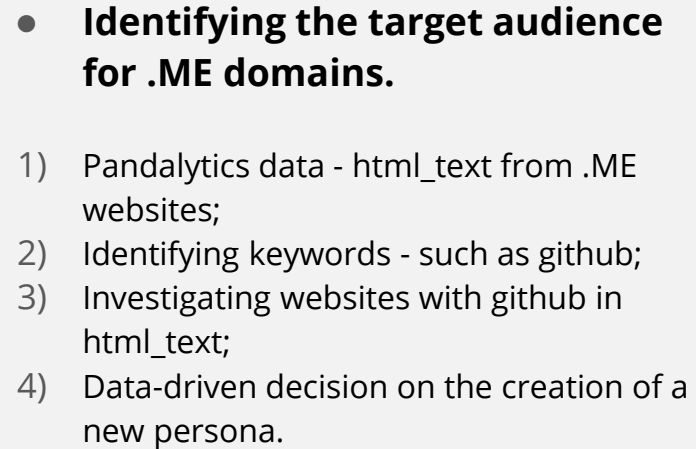 ● Identifying the target audience
for .ME domains.
1) Pandalytics data - html_text from .ME
websites;
2) Identifying keywords - such as github;
3) Investigating websites with github in
html_text;
4) Data-driven decision on the creation of a
new persona.